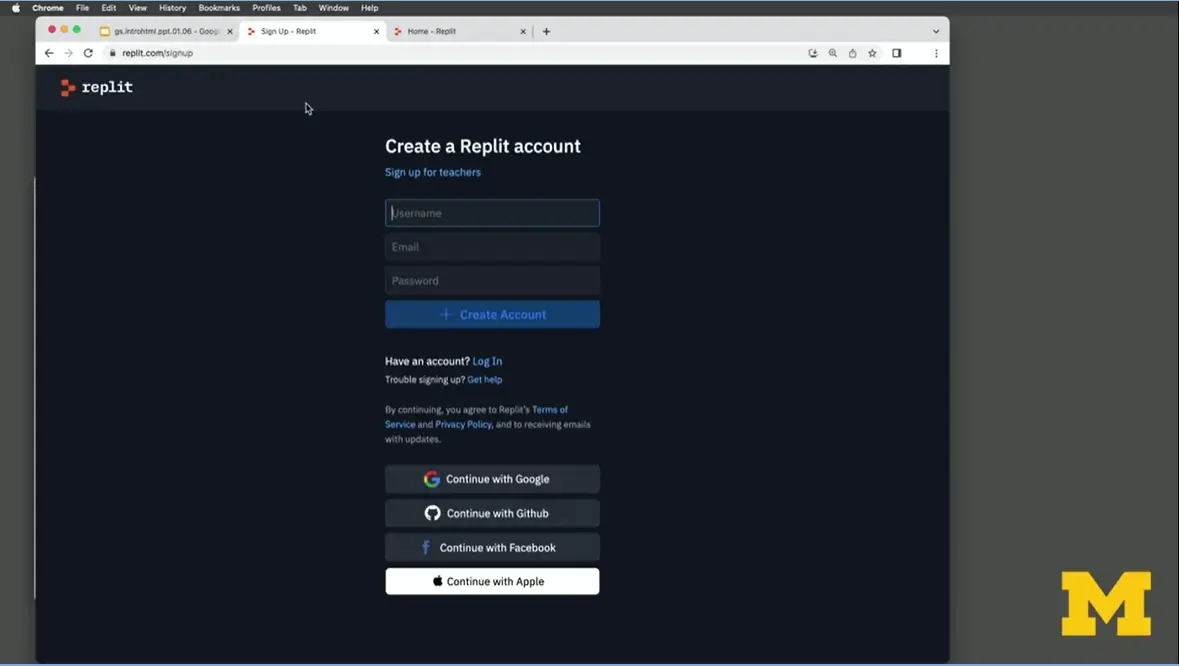 Chrome File Edit View History Bookmarks Profiles Tab Window Help
gs.introhtml.ppt.01.06 - Goog Sign Up - Replit Home - Replit
replit.com/signup
replit
Create a Replit account
Sign up for teachers
Username
Email
Password
+ Create Account
Have an account? Log In
Trouble signing up? Get help
By continuing, you agree to Replit's Terms of
Service and Privacy Policy, and to receiving emails
with updates.
Continue with Google
Continue with Github
Continue with Facebook
Continue with Apple
M